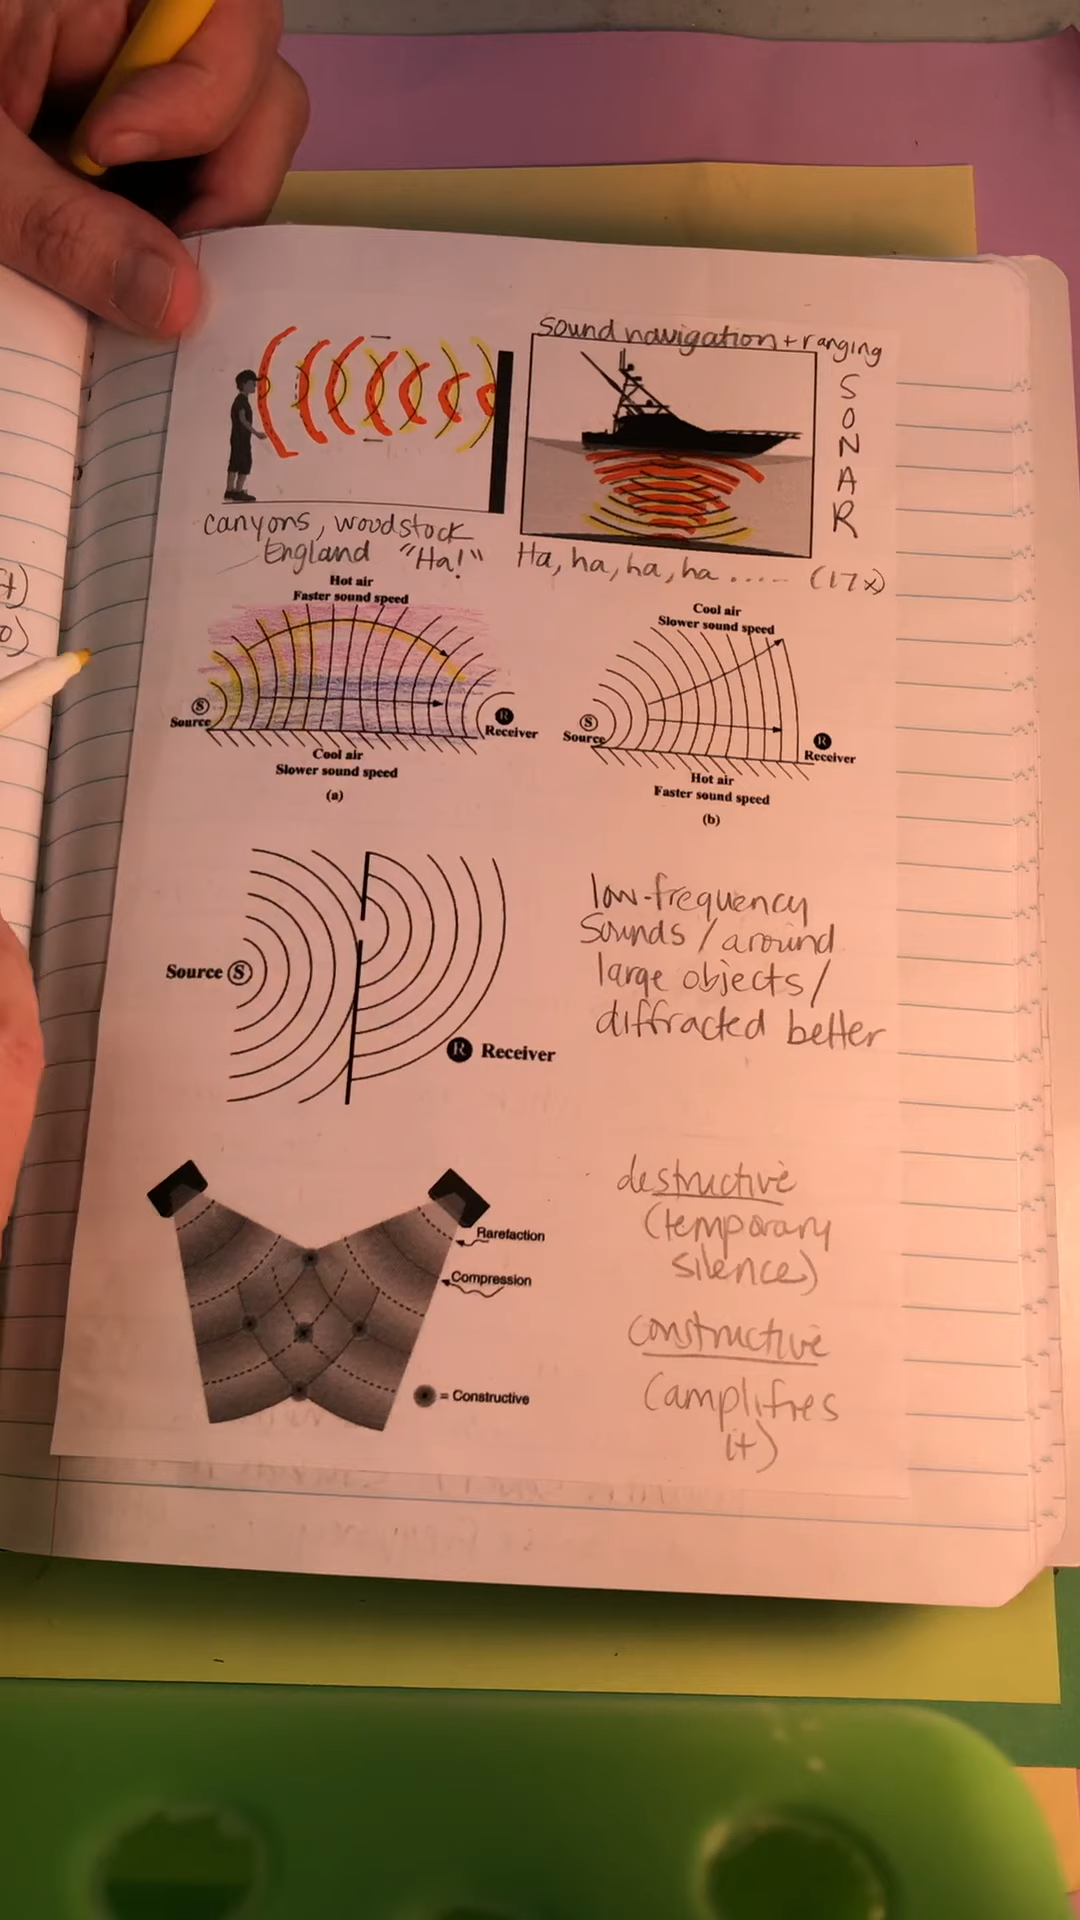 sound navigation + ranging
S
O
N
A
R
canyons, woodstock
England "Ha!" Ha, ha, ha, ha ..... (17x)
Hot air
Faster sound speed
S
Source
R
Receiver
Cool air
Slower sound speed
(a)
Cool air
Slower sound speed
S
Source
R
Receiver
Hot air
Faster sound speed
(b)
Source S
R Receiver
low-frequency
Sounds / around
large objects /
diffracted better
Rarefaction
Compression
= Constructive
destructive
(temporary
silence)
constructive
(amplifies
it)